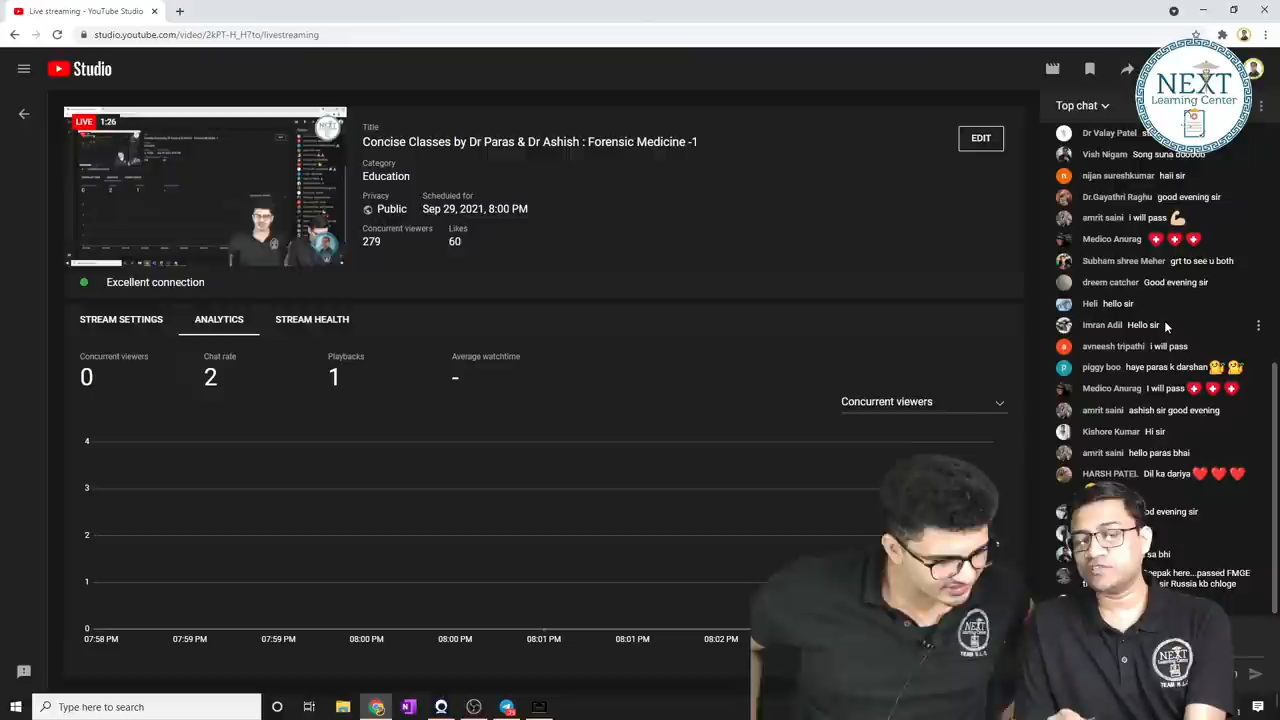 Live streaming - YouTube Studio
studio.youtube.com/video/2kPT-H_H7to/livestreaming
Studio
NEXT
Learning Center
Top chat
LIVE 1:26
Title
Concise Classes by Dr Paras & Dr Ashish : Forensic Medicine -1
EDIT
Category
Education
Privacy
Scheduled for
Public
Sep 29, 2021, 8:00 PM
Concurrent viewers
Likes
279
60
Excellent connection
STREAM SETTINGS
ANALYTICS
STREAM HEALTH
Concurrent viewers
Chat rate
Playbacks
Average watchtime
0
2
1
-
Concurrent viewers
4
3
2
1
0
07:58 PM
07:59 PM
07:59 PM
08:00 PM
08:00 PM
08:01 PM
08:01 PM
08:02 PM
Dr Valay Patel
Vish Nigam Song suna dooooo
nijan sureshkumar haii sir
Dr.Gayathri Raghu good evening sir
amrit saini i will pass 💪
Medico Anurag
Subham shree Meher grt to see u both
dreem catcher Good evening sir
Heli hello sir
Imran Adil Hello sir
avneesh tripathi i will pass
piggy boo haye paras k darshan 🤗🤗
Medico Anurag I will pass
amrit saini ashish sir good evening
Kishore Kumar Hi sir
amrit saini hello paras bhai
HARSH PATEL Dil ka dariya ❤️ ❤️ ❤️
evening sir
sa bhi
here...passed FMGE
sir Russia kb chloge
NEXT
TEAM N.L.C
NEXT
Learning Center
TEAM N.L.C
Type here to search